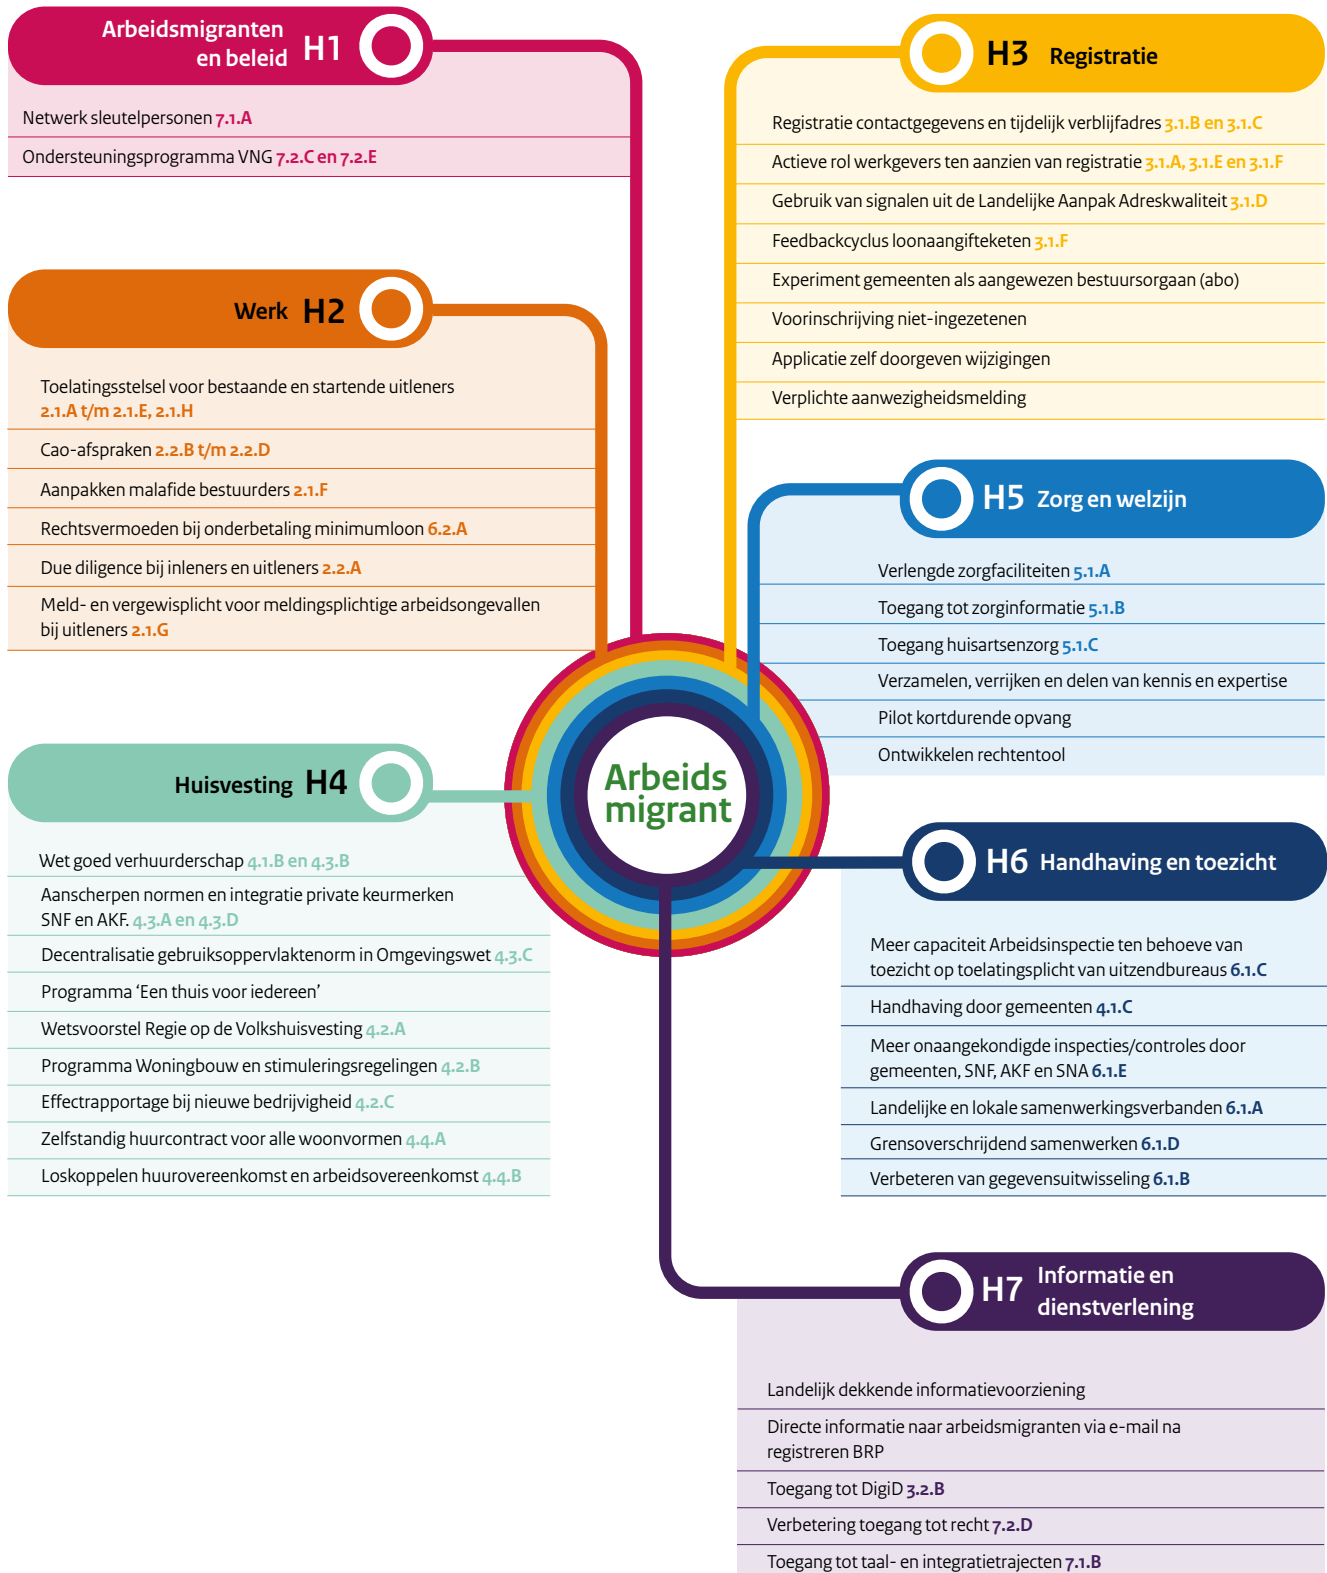 Arbeidsmigranten
en beleid H1
Netwerk sleutelpersonen 7.1.A
Ondersteuningsprogramma VNG 7.2.C en 7.2.E
Werk H2
Toelatingsstelsel voor bestaande en startende uitleners
2.1.A t/m 2.1.E, 2.1.H
Cao-afspraken 2.2.B t/m 2.2.D
Aanpakken malafide bestuurders 2.1.F
Rechtsvermoeden bij onderbetaling minimumloon 6.2.A
Due diligence bij inleners en uitleners 2.2.A
Meld- en vergewisplicht voor meldingsplichtige arbeidsongevallen
bij uitleners 2.1.G
H3 Registratie
Registratie contactgegevens en tijdelijk verblijfadres 3.1.B en 3.1.C
Actieve rol werkgevers ten aanzien van registratie 3.1.A, 3.1.E en 3.1.F
Gebruik van signalen uit de Landelijke Aanpak Adreskwaliteit 3.1.D
Feedbackcyclus loonaangifteketen 3.1.F
Experiment gemeenten als aangewezen bestuursorgaan (abo)
Voorinschrijving niet-ingezetenen
Applicatie zelf doorgeven wijzigingen
Verplichte aanwezigheidsmelding
Huisvesting H4
Wet goed verhuurderschap 4.1.B en 4.3.B
Aanscherpen normen en integratie private keurmerken
SNF en AKF. 4.3.A en 4.3.D
Decentralisatie gebruiksoppervlaktenorm in Omgevingswet 4.3.C
Programma ‘Een thuis voor iedereen’
Wetsvoorstel Regie op de Volkshuisvesting 4.2.A
Programma Woningbouw en stimuleringsregelingen 4.2.B
Effectrapportage bij nieuwe bedrijvigheid 4.2.C
Zelfstandig huurcontract voor alle woonvormen 4.4.A
Loskoppelen huurovereenkomst en arbeidsovereenkomst 4.4.B
Arbeids
migrant
H5 Zorg en welzijn
Verlengde zorgfaciliteiten 5.1.A
Toegang tot zorginformatie 5.1.B
Toegang huisartsenzorg 5.1.C
Verzamelen, verrijken en delen van kennis en expertise
Pilot kortdurende opvang
Ontwikkelen rechtentool
H6 Handhaving en toezicht
Meer capaciteit Arbeidsinspectie ten behoeve van
toezicht op toelatingsplicht van uitzendbureaus 6.1.C
Handhaving door gemeenten 4.1.C
Meer onaangekondigde inspecties/controles door
gemeenten, SNF, AKF en SNA 6.1.E
Landelijke en lokale samenwerkingsverbanden 6.1.A
Grensoverschrijdend samenwerken 6.1.D
Verbeteren van gegevensuitwisseling 6.1.B
H7 Informatie en
dienstverlening
Landelijk dekkende informatievoorziening
Directe informatie naar arbeidsmigranten via e-mail na
registreren BRP
Toegang tot DigiD 3.2.B
Verbetering toegang tot recht 7.2.D
Toegang tot taal- en integratietrajecten 7.1.B